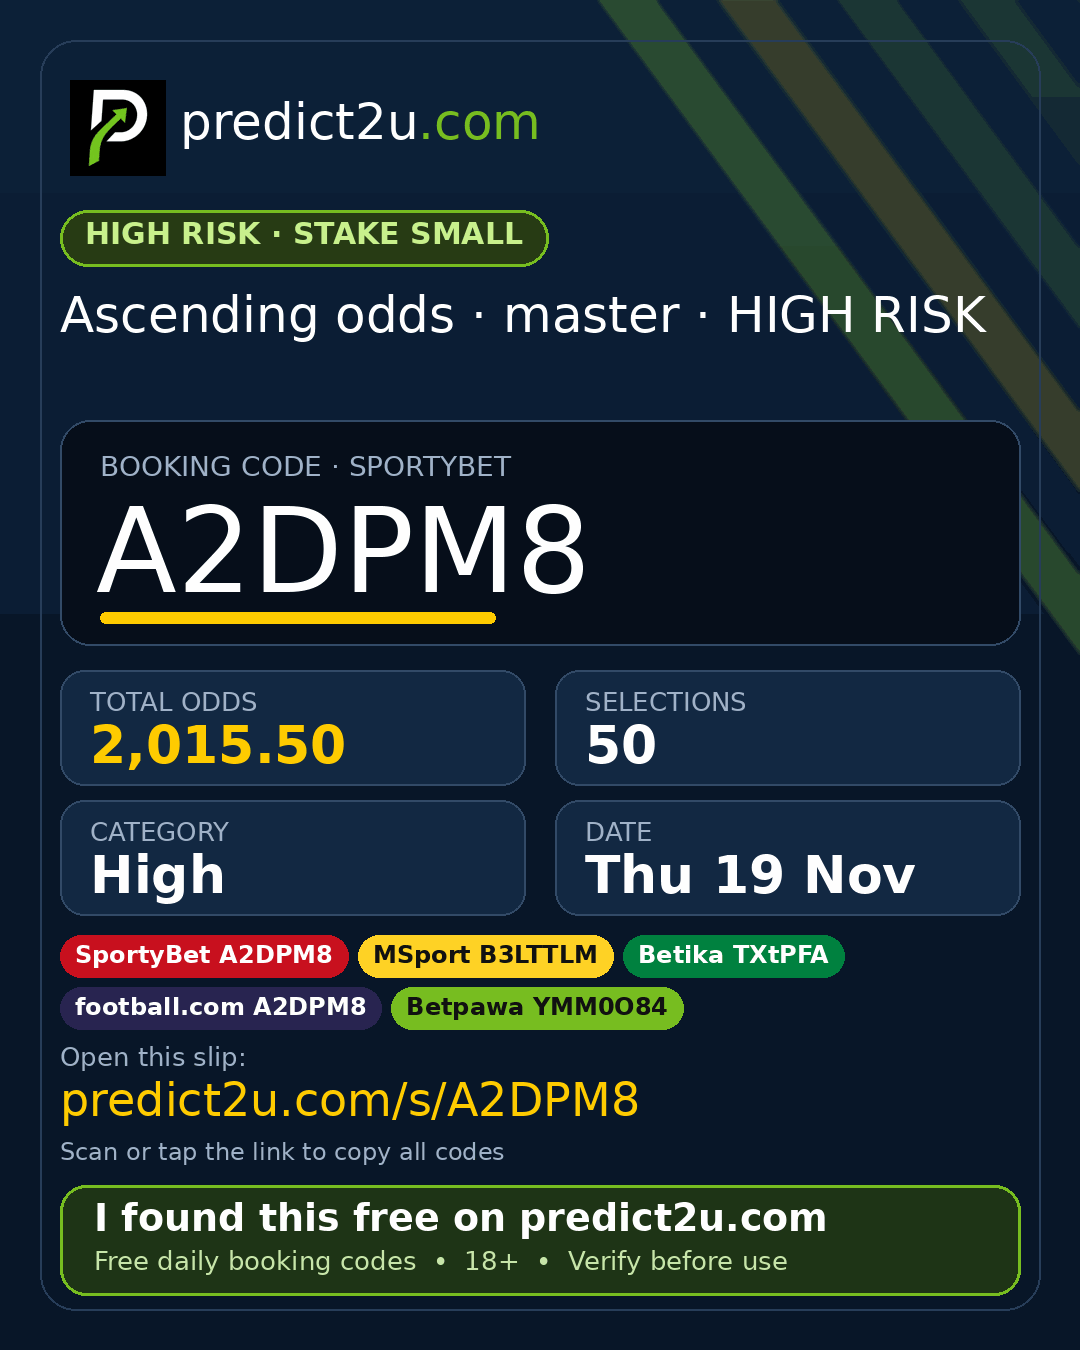 predict2u.com
HIGH RISK · STAKE SMALL
Ascending odds · master · HIGH RISK
BOOKING CODE · SPORTYBET
A2DPM8
TOTAL ODDS
2,015.50
SELECTIONS
50
CATEGORY
High
DATE
Thu 19 Nov
SportyBet A2DPM8
MSport B3LTTLM
Betika TXtPFA
football.com A2DPM8
Betpawa YMM0O84
Open this slip:
predict2u.com/s/A2DPM8
Scan or tap the link to copy all codes
I found this free on predict2u.com
Free daily booking codes • 18+ • Verify before use